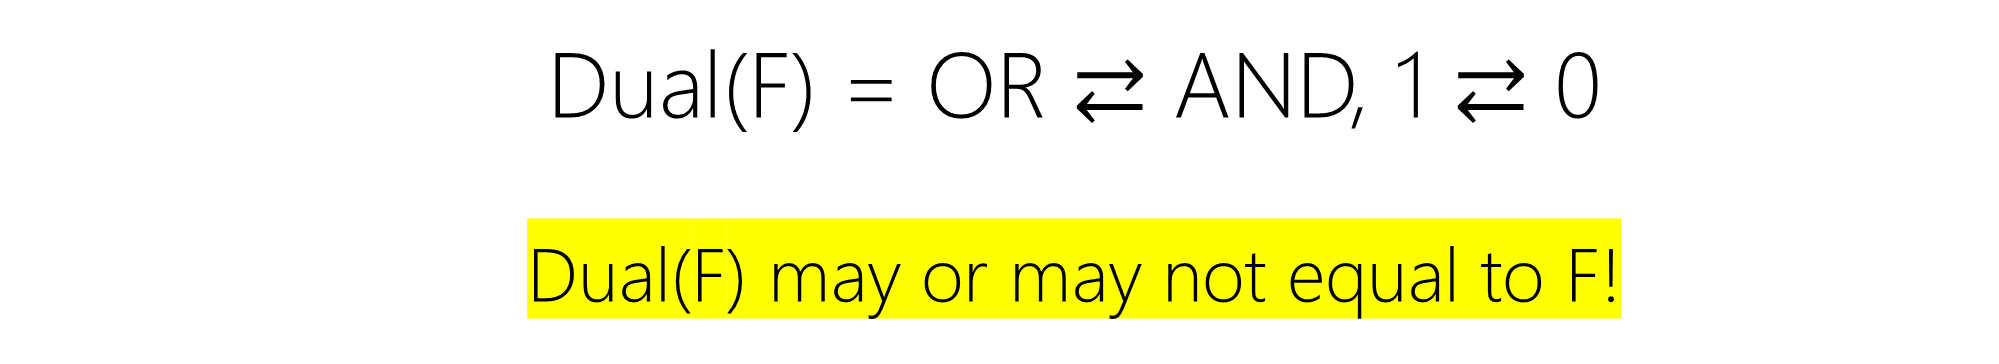 Dual(F) = OR ⇄ AND, 1 ⇄ 0
Dual(F) may or may not equal to F!